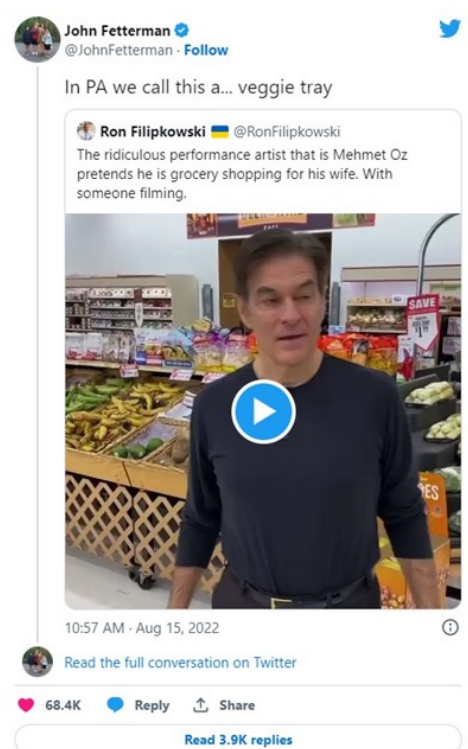 John Fetterman
@JohnFetterman · Follow
In PA we call this a... veggie tray
Ron Filipkowski 🇺🇦 @RonFilipkowski
The ridiculous performance artist that is Mehmet Oz
pretends he is grocery shopping for his wife. With
someone filming.
SAVE
10:57 AM · Aug 15, 2022
Read the full conversation on Twitter
68.4K Reply Share
Read 3.9K replies